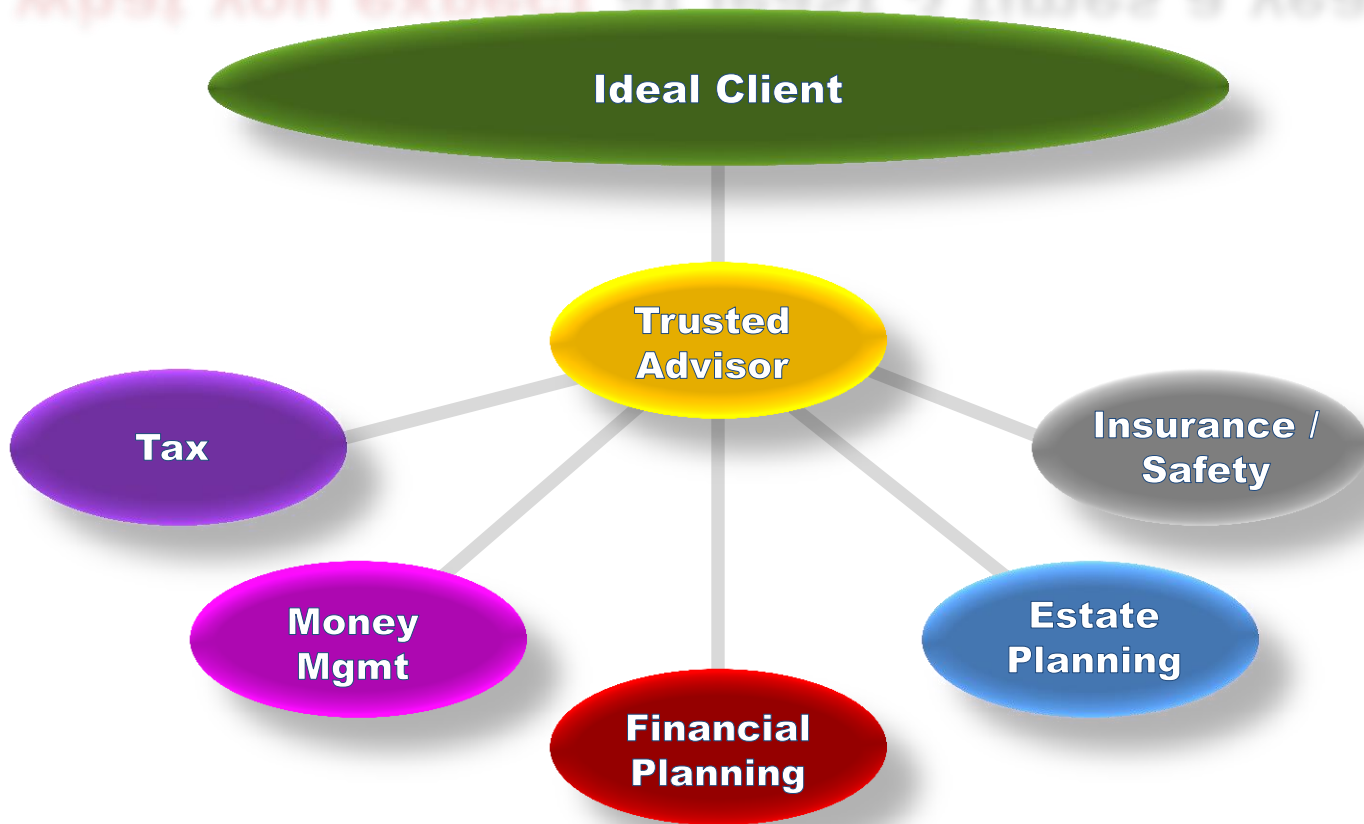 Ideal Client
Trusted
Advisor
Tax
Insurance /
Safety
Money
Mgmt
Estate
Planning
Financial
Planning